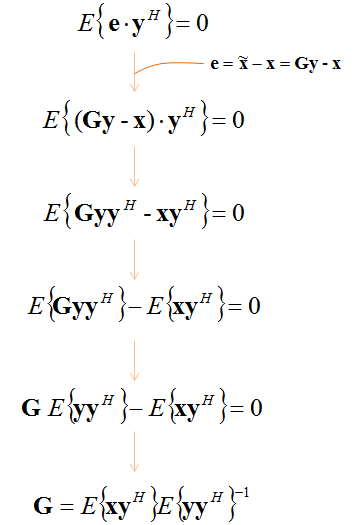 E{e·y^H}=0
e = x̃ – x = Gy - x
E{(Gy - x)·y^H}=0
E{Gyy^H - xy^H}=0
E{Gyy^H}– E{xy^H}= 0
G E{yy^H}– E{xy^H}= 0
G = E{xy^H}E{yy^H}^–1